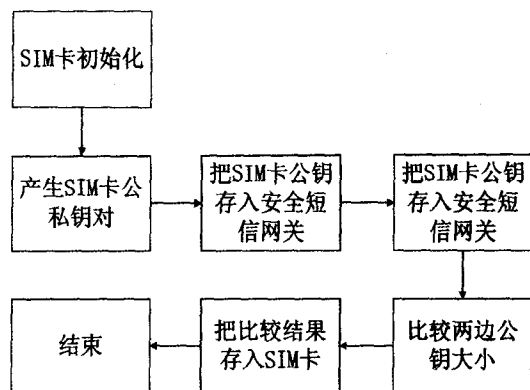 SIM卡初始化
产生SIM卡公
私钥对
把SIM卡公钥
存入安全短
信网关
把SIM卡公钥
存入安全短
信网关
比较两边公
钥大小
把比较结果
存入SIM卡
结束